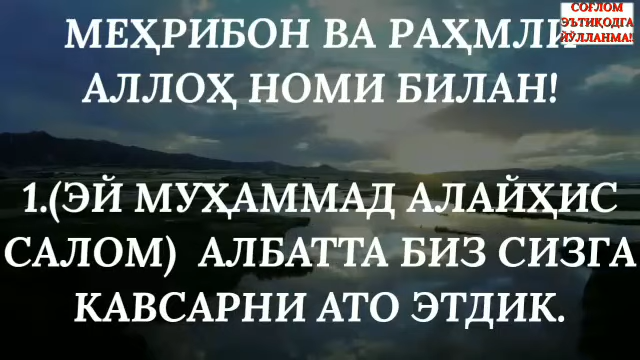 СОҒЛОМ
ЭЪТИҚОДГА
ЙЎЛЛАНМА!
МЕҲРИБОН ВА РАҲМЛИ
АЛЛОҲ НОМИ БИЛАН!
1.(ЭЙ МУҲАММАД АЛАЙҲИС
САЛОМ) АЛБАТТА БИЗ СИЗГА
КАВСАРНИ АТО ЭТДИК.